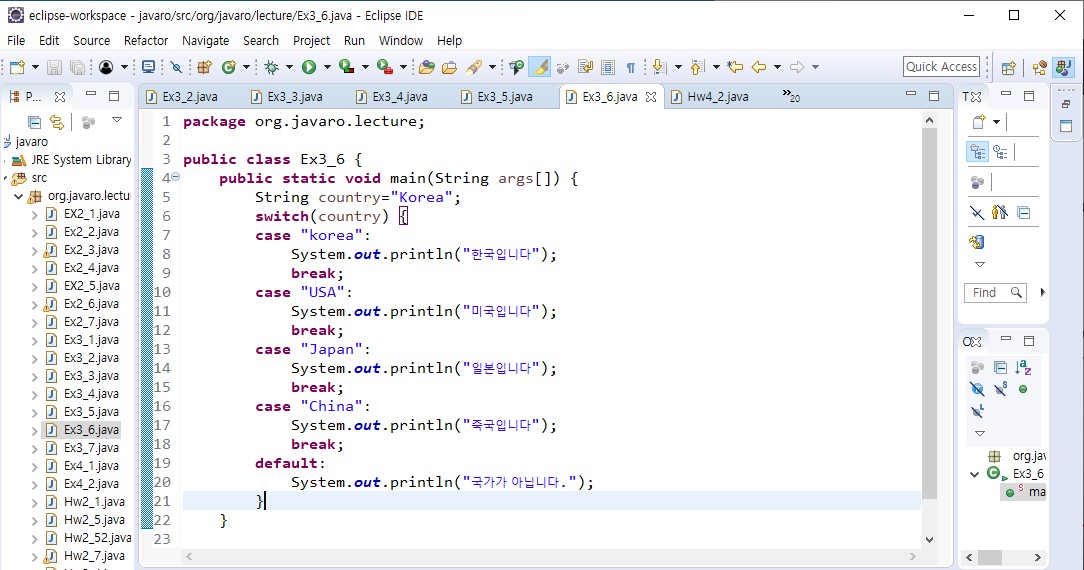 eclipse-workspace - javaro/src/org/javaro/lecture/Ex3_6.java - Eclipse IDE
File Edit Source Refactor Navigate Search Project Run Window Help
Quick Access
P...
Ex3_2.java Ex3_3.java Ex3_4.java Ex3_5.java Ex3_6.java Hw4_2.java »20
javaro
JRE System Library
src
org.javaro.lectu
EX2_1.java
Ex2_2.java
Ex2_3.java
Ex2_4.java
EX2_5.java
Ex2_6.java
Ex2_7.java
Ex3_1.java
Ex3_2.java
Ex3_3.java
Ex3_4.java
Ex3_5.java
Ex3_6.java
Ex3_7.java
Ex4_1.java
Ex4_2.java
Hw2_1.java
Hw2_5.java
Hw2_52.java
Hw2_7.java
1 package org.javaro.lecture;
2
3 public class Ex3_6 {
4 public static void main(String args[]) {
5 String country="Korea";
6 switch(country) {
7 case "korea":
8 System.out.println("한국입니다");
9 break;
10 case "USA":
11 System.out.println("미국입니다");
12 break;
13 case "Japan":
14 System.out.println("일본입니다");
15 break;
16 case "China":
17 System.out.println("죽국입니다");
18 break;
19 default:
20 System.out.println("국가가 아닙니다.");
21 }
22 }
23
T
Find
O
org.jav
Ex3_6
S ma